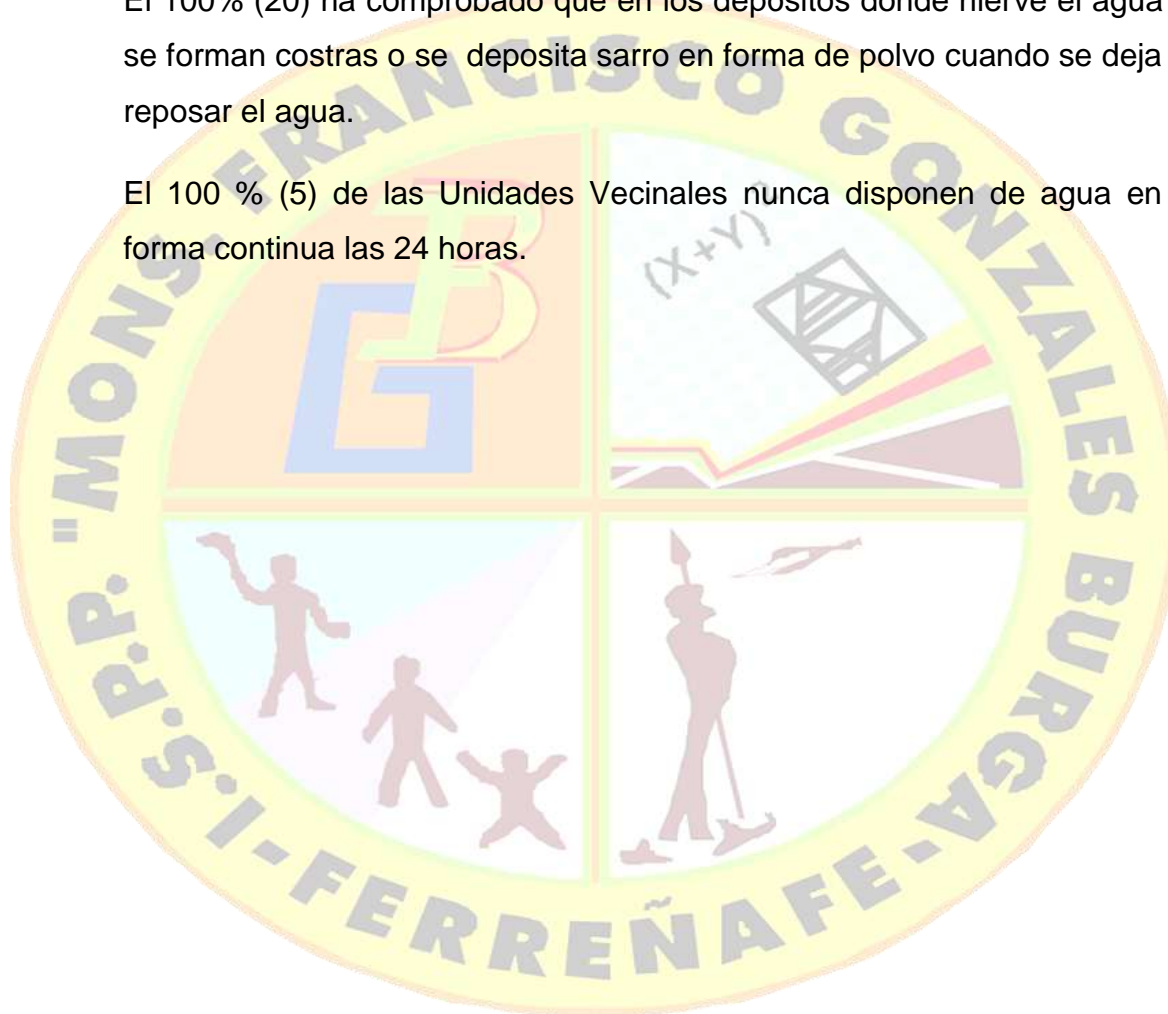 El 100% (20) ha comprobado que en los depósitos donde hierve el agua
se forman costras o se deposita sarro en forma de polvo cuando se deja
reposar el agua.
El 100 % (5) de las Unidades Vecinales nunca disponen de agua en
forma continua las 24 horas.
I.S.P.P. "MONS. FRANCISCO GONZALES BURGA-
-FERREÑAFE-
(X+Y)²